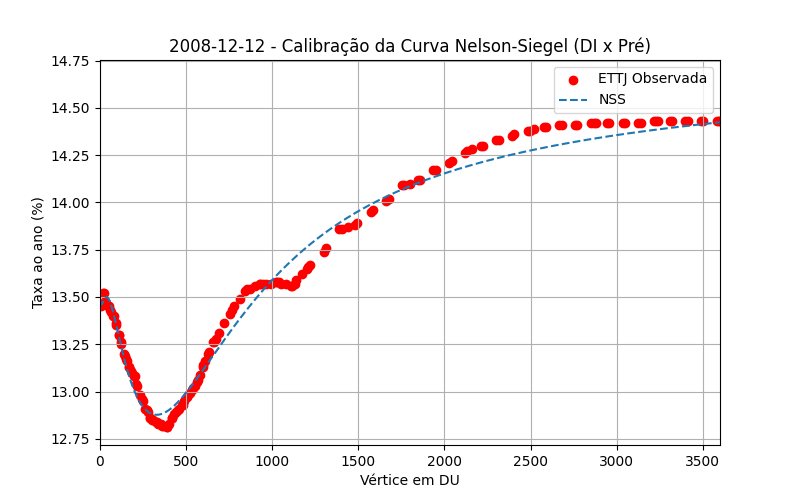 2008-12-12 - Calibração da Curva Nelson-Siegel (DI x Pré)
ETTJ Observada
NSS
Taxa ao ano (%)
14.75
14.50
14.25
14.00
13.75
13.50
13.25
13.00
12.75
0 500 1000 1500 2000 2500 3000 3500
Vértice em DU